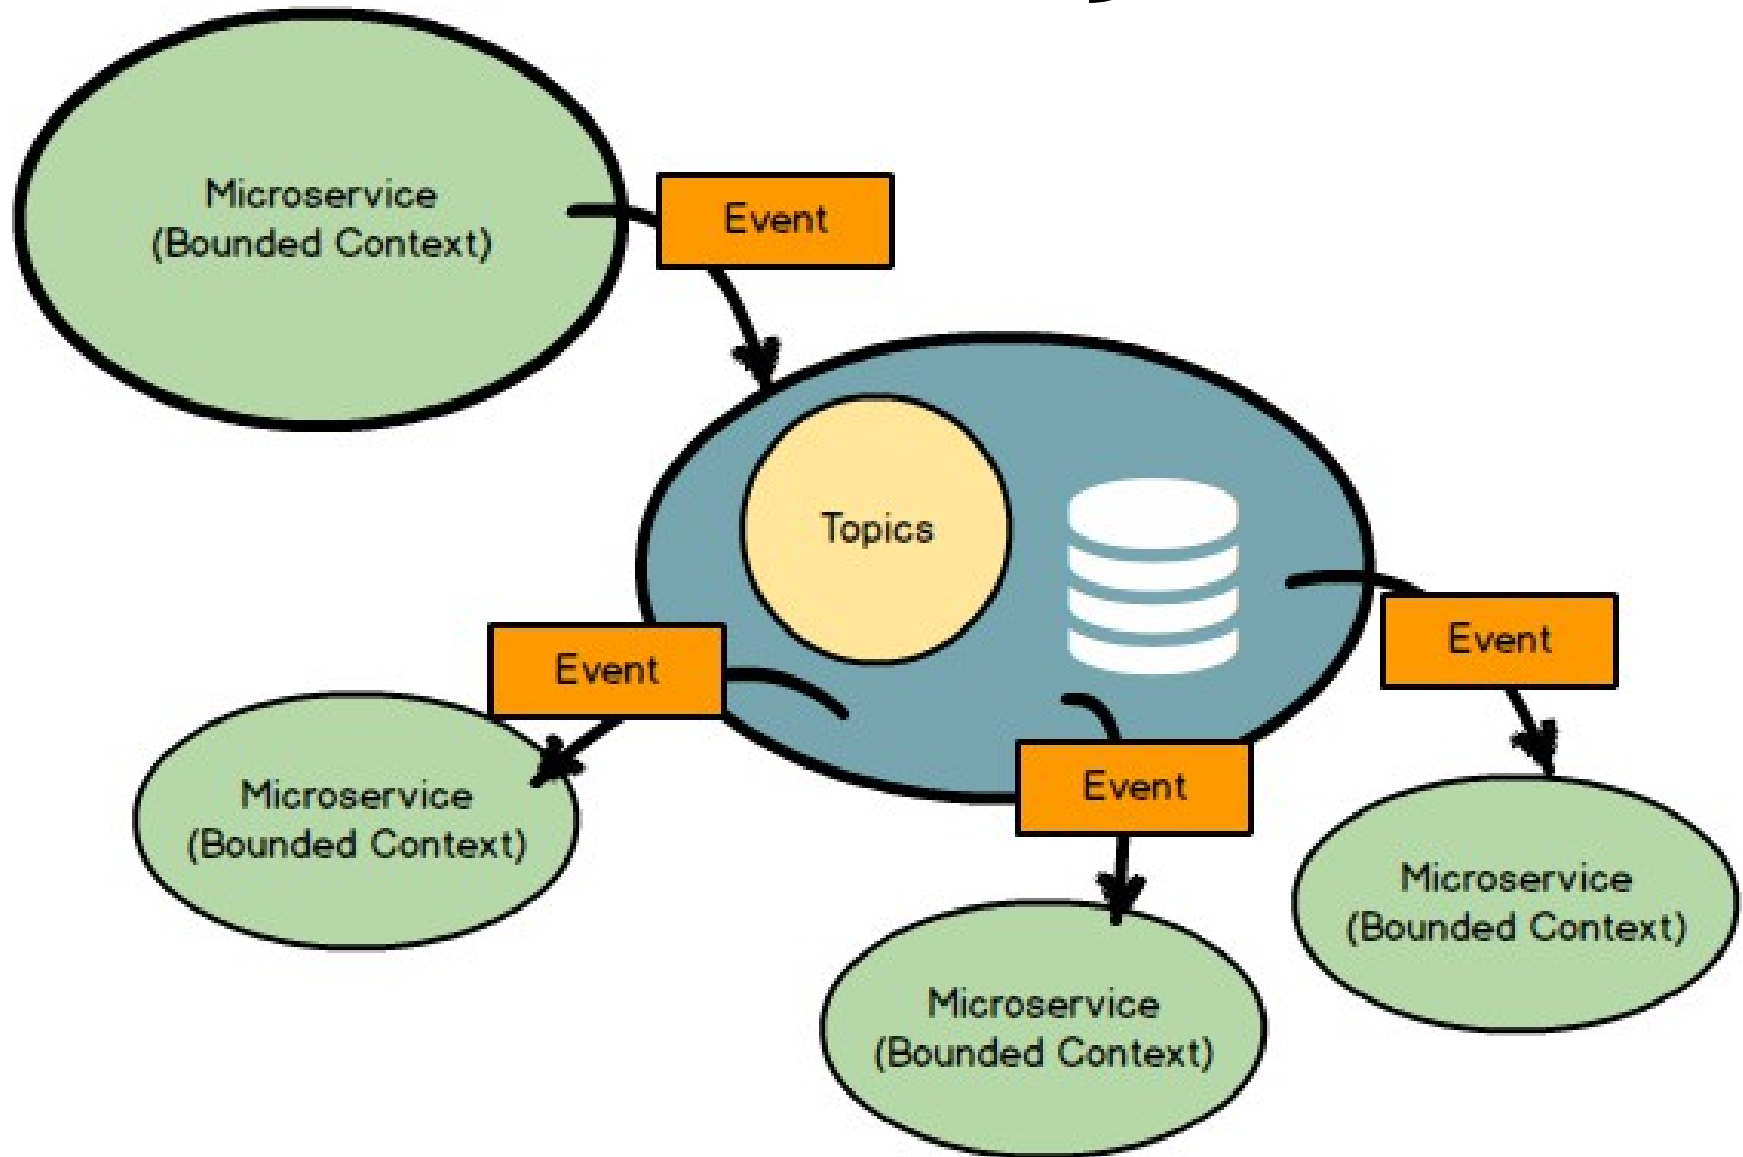 Microservice
(Bounded Context)
Event
Topics
Event
Event
Event
Microservice
(Bounded Context)
Microservice
(Bounded Context)
Microservice
(Bounded Context)